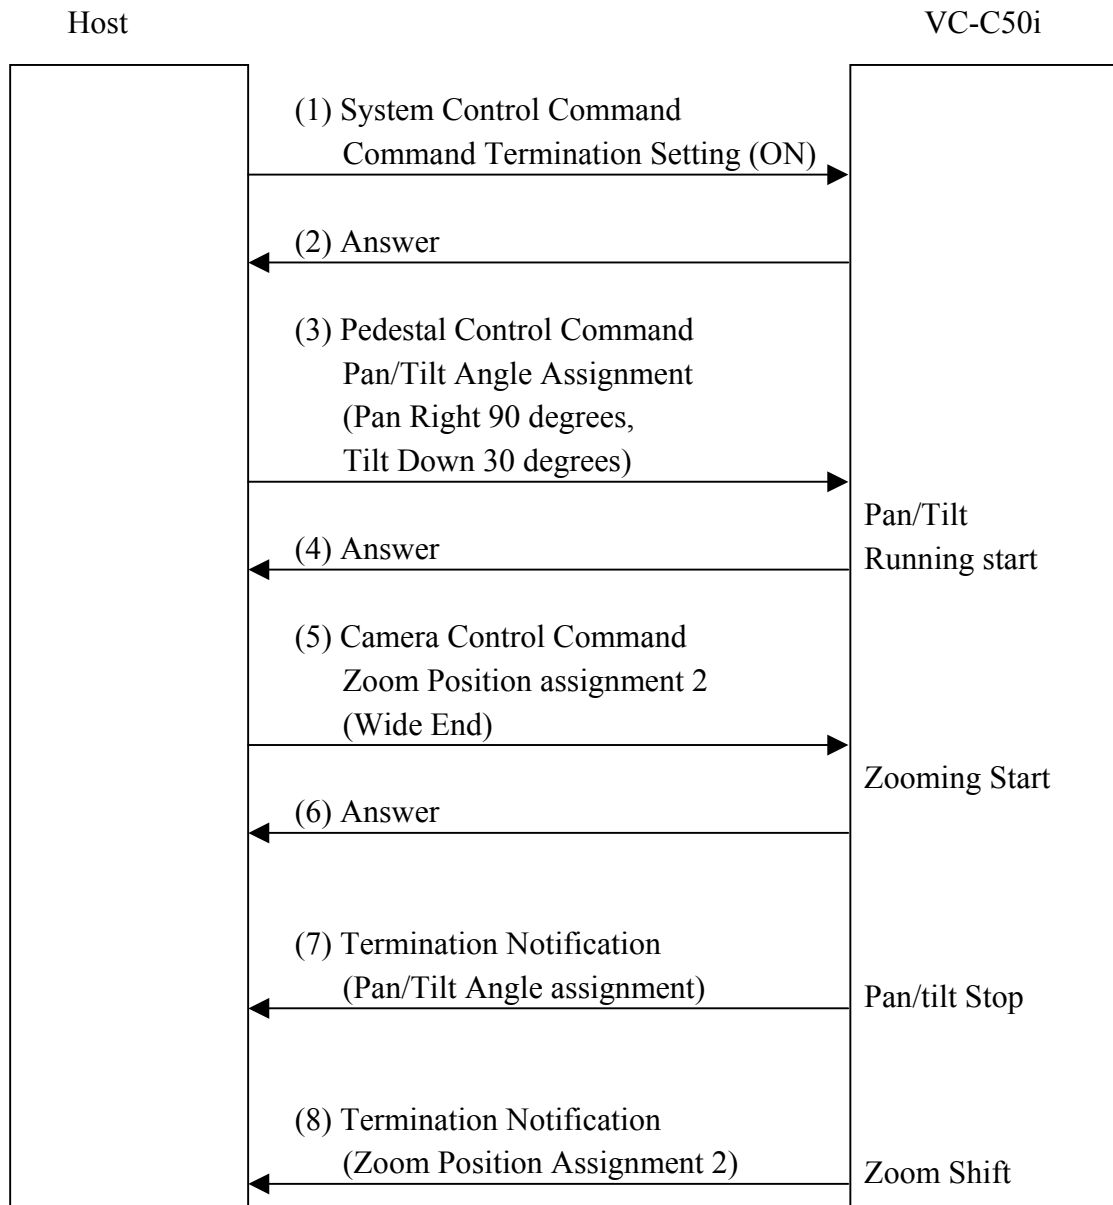 Host
VC-C50i
(1) System Control Command
Command Termination Setting (ON)
(2) Answer
(3) Pedestal Control Command
Pan/Tilt Angle Assignment
(Pan Right 90 degrees,
Tilt Down 30 degrees)
Pan/Tilt
Running start
(4) Answer
(5) Camera Control Command
Zoom Position assignment 2
(Wide End)
Zooming Start
(6) Answer
(7) Termination Notification
(Pan/Tilt Angle assignment)
Pan/tilt Stop
(8) Termination Notification
(Zoom Position Assignment 2)
Zoom Shift